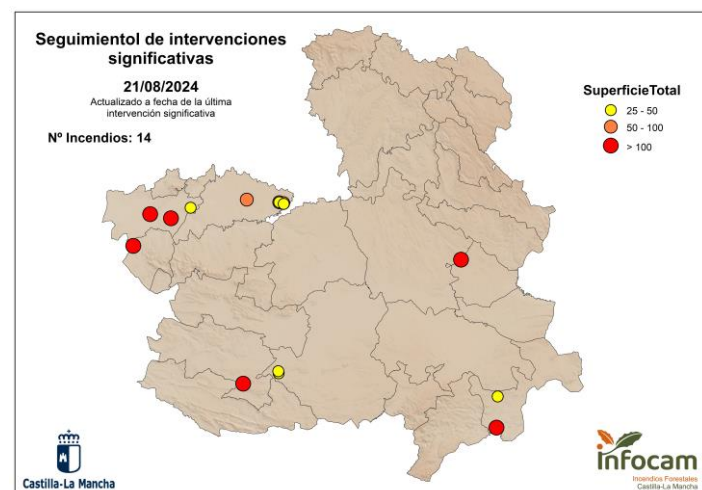 Seguimientol de intervenciones
significativas
21/08/2024
Actualizado a fecha de la última
intervención significativa
Nº Incendios: 14
SuperficieTotal
25 - 50
50 - 100
> 100
Castilla-La Mancha
infocam
Incendios Forestales
Castilla-La Mancha